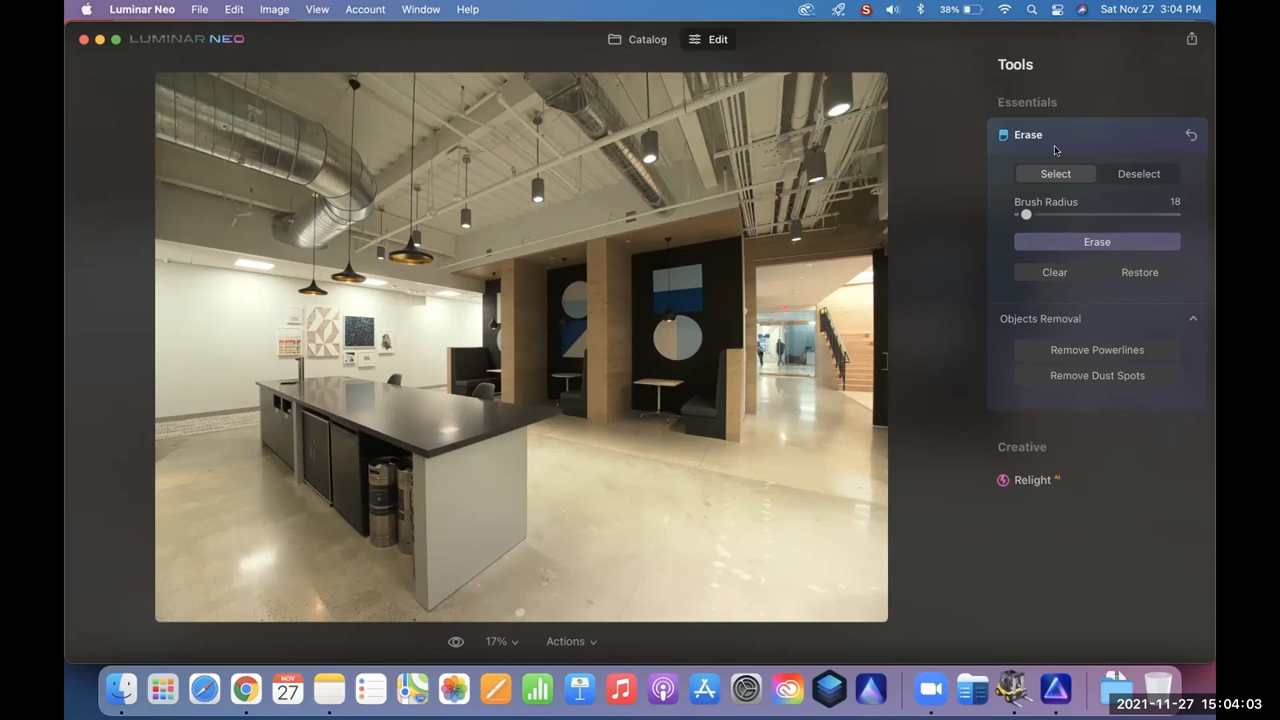 Luminar Neo File Edit Image View Account Window Help
S 38% Sat Nov 27 3:04 PM
LUMINAR NEO
Catalog Edit
Tools
Essentials
Erase
Select Deselect
Brush Radius 18
Erase
Clear Restore
Objects Removal
Remove Powerlines
Remove Dust Spots
Creative
Relight AI
17% Actions
NOV
27
2021-11-27 15:04:03